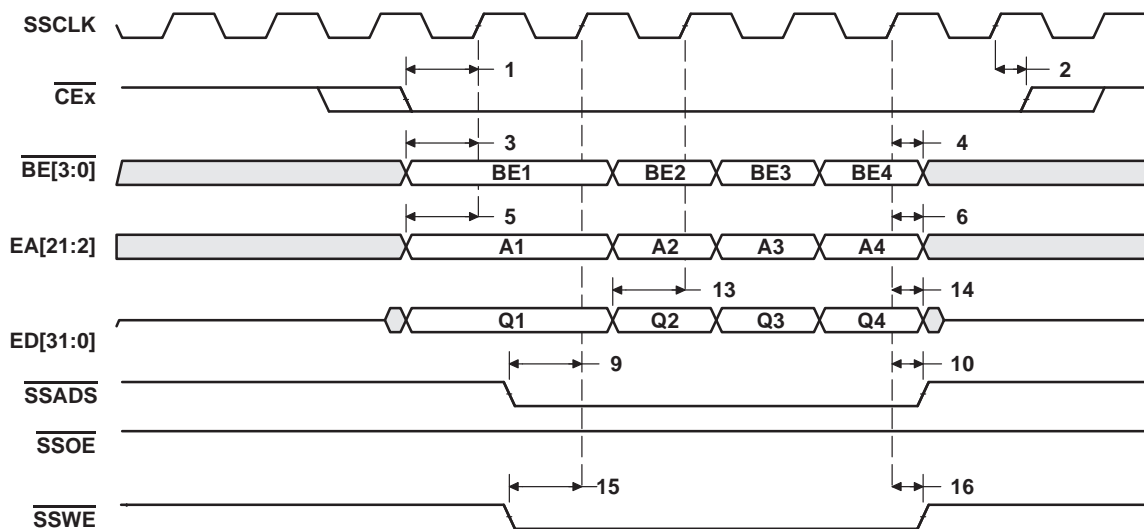 SSCLK
1
2
CEx
3
4
BE[3:0]
BE1
BE2
BE3
BE4
5
6
EA[21:2]
A1
A2
A3
A4
13
14
ED[31:0]
Q1
Q2
Q3
Q4
9
10
SSADS
SSOE
15
16
SSWE